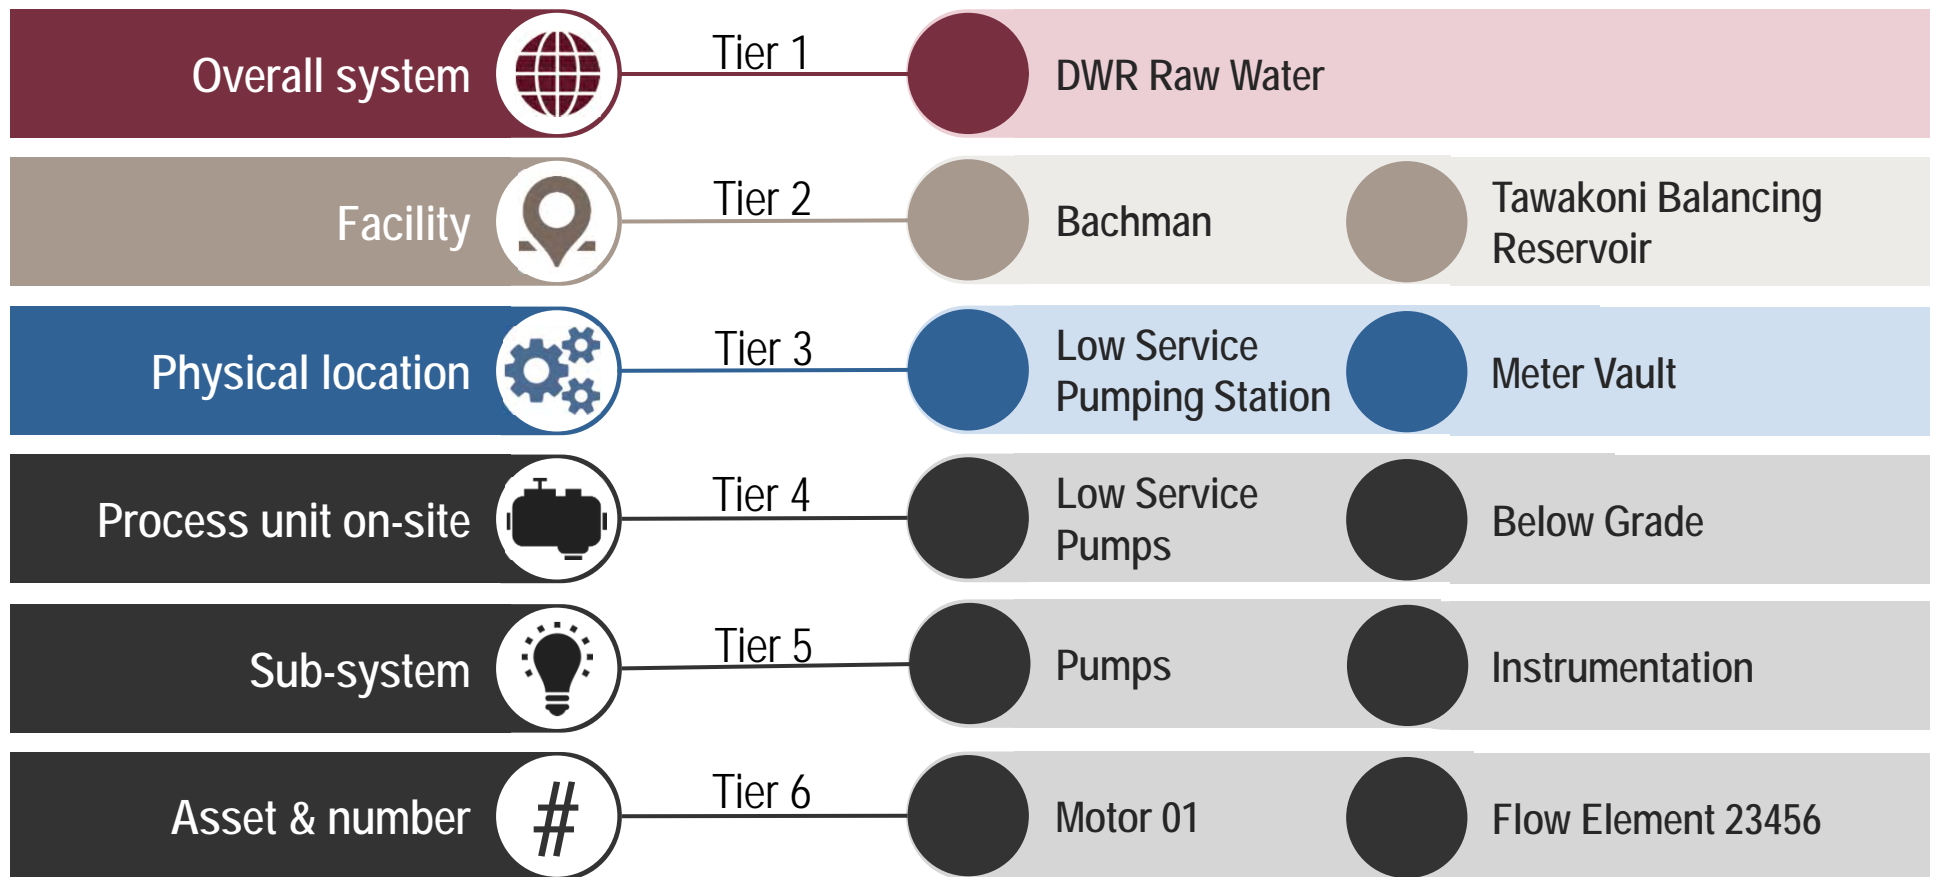 Overall system
Tier 1
DWR Raw Water
Facility
Tier 2
Bachman
Tawakoni Balancing
Reservoir
Physical location
Tier 3
Low Service
Pumping Station
Meter Vault
Process unit on-site
Tier 4
Low Service
Pumps
Below Grade
Sub-system
Tier 5
Pumps
Instrumentation
Asset & number
#
Tier 6
Motor 01
Flow Element 23456